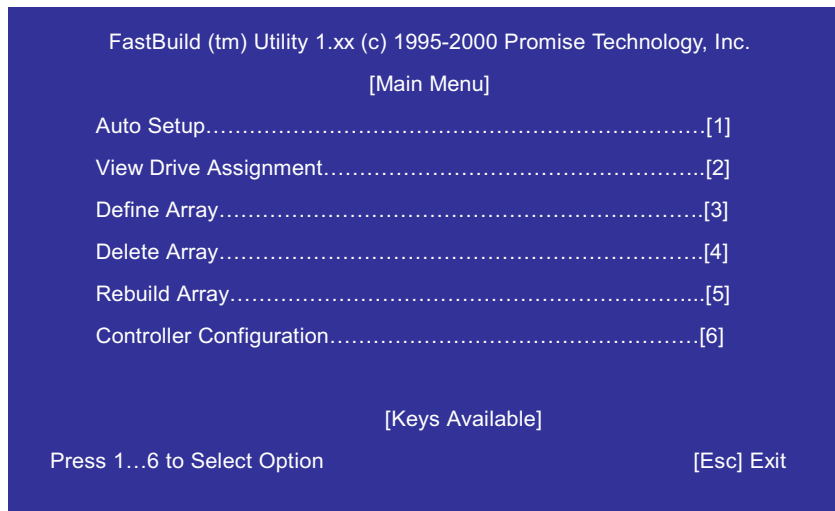 FastBuild (tm) Utility 1.xx (c) 1995-2000 Promise Technology, Inc.
[Main Menu]
Auto Setup……………………………………………………………[1]
View Drive Assignment……………………………………………..[2]
Define Array………………………………………………………….[3]
Delete Array………………………………………………………….[4]
Rebuild Array………………………………………………………...[5]
Controller Configuration……………………………………………[6]
[Keys Available]
Press 1…6 to Select Option [Esc] Exit